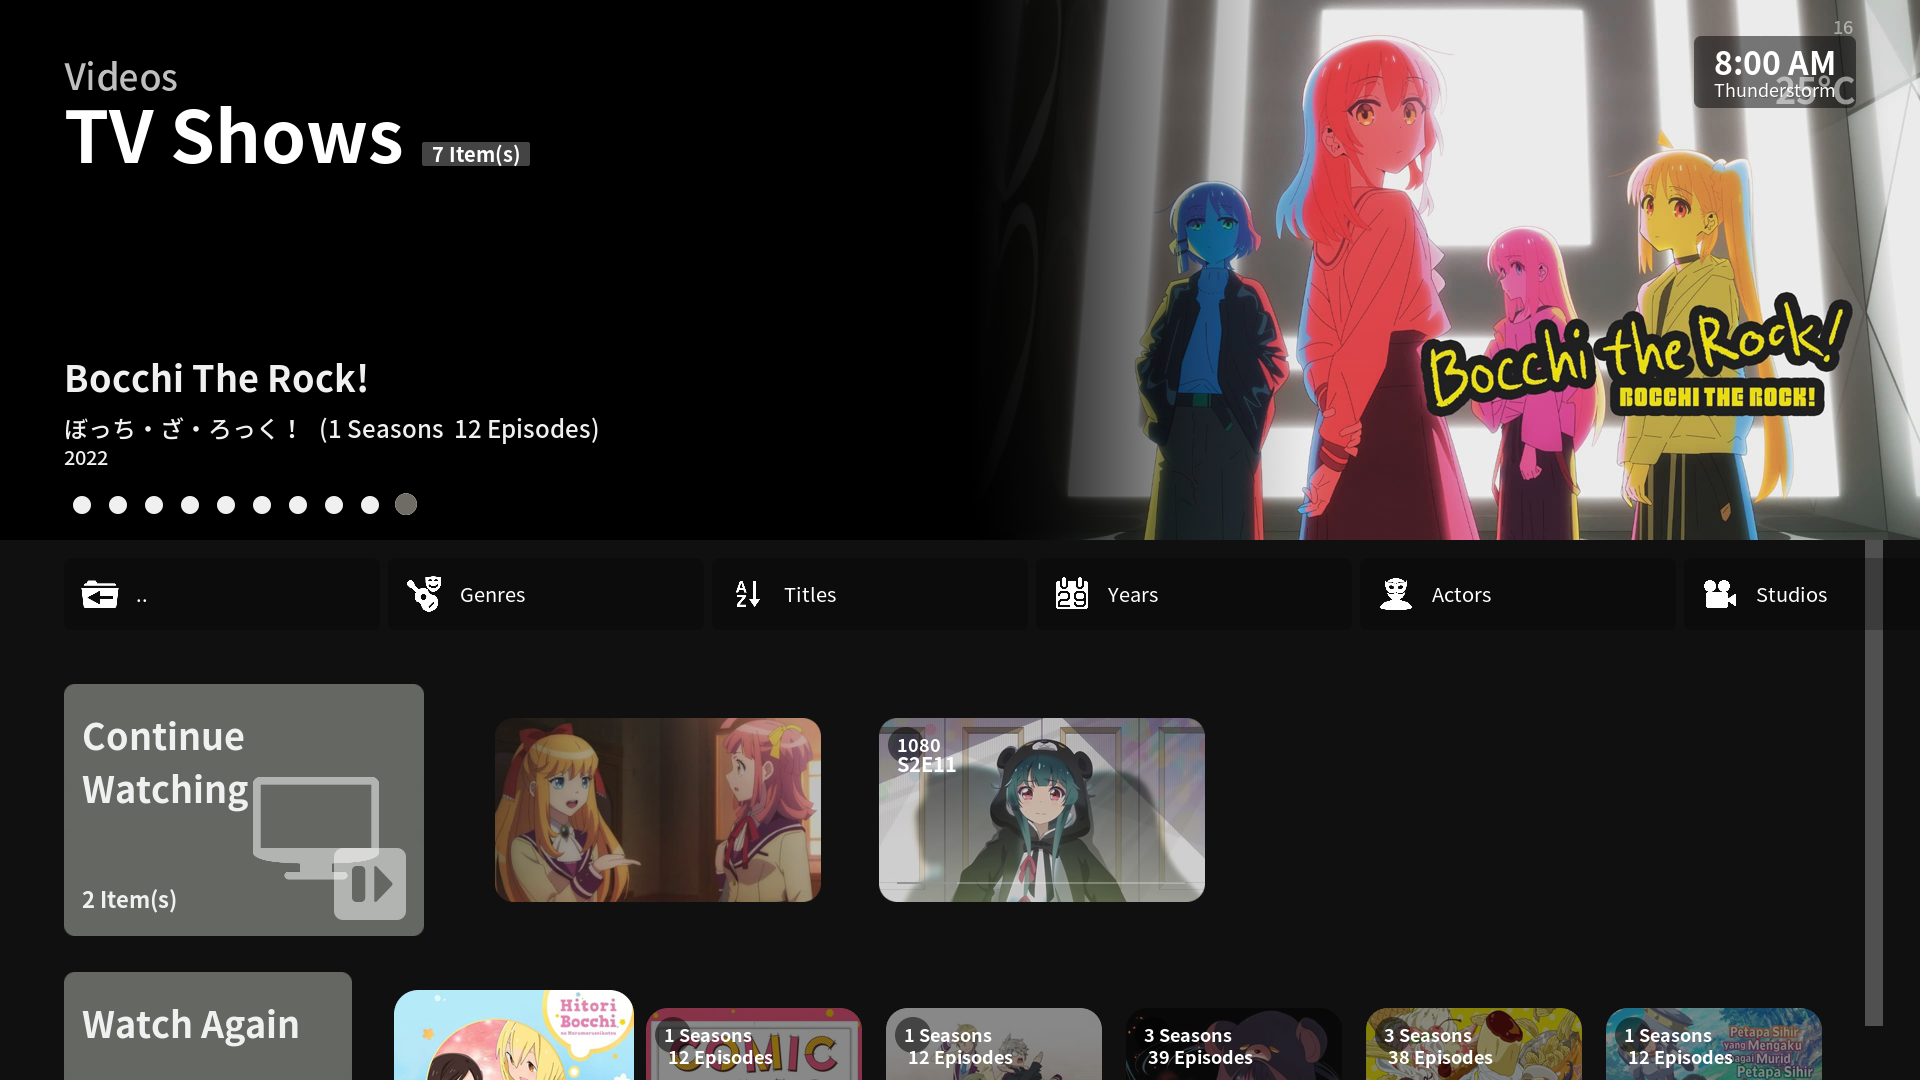 16
8:00 AM
25°C
Thunderstorm
Videos
TV Shows 7 Item(s)
Bocchi the Rock!
BOCCHI THE ROCK!
Bocchi The Rock!
ぼっち・ざ・ろっく！ (1 Seasons 12 Episodes)
2022
.. Genres Titles Years Actors Studios
A
Z
29
Continue
Watching
2 Item(s)
1080
S2E11
Watch Again
Hitori
Bocchi
1 Seasons
12 Episodes
COMIC
1 Seasons
12 Episodes
3 Seasons
39 Episodes
3 Seasons
38 Episodes
1 Seasons
12 Episodes
Petapa Sihir
yang Mengaku
bagai Murid
Petapa Sihir